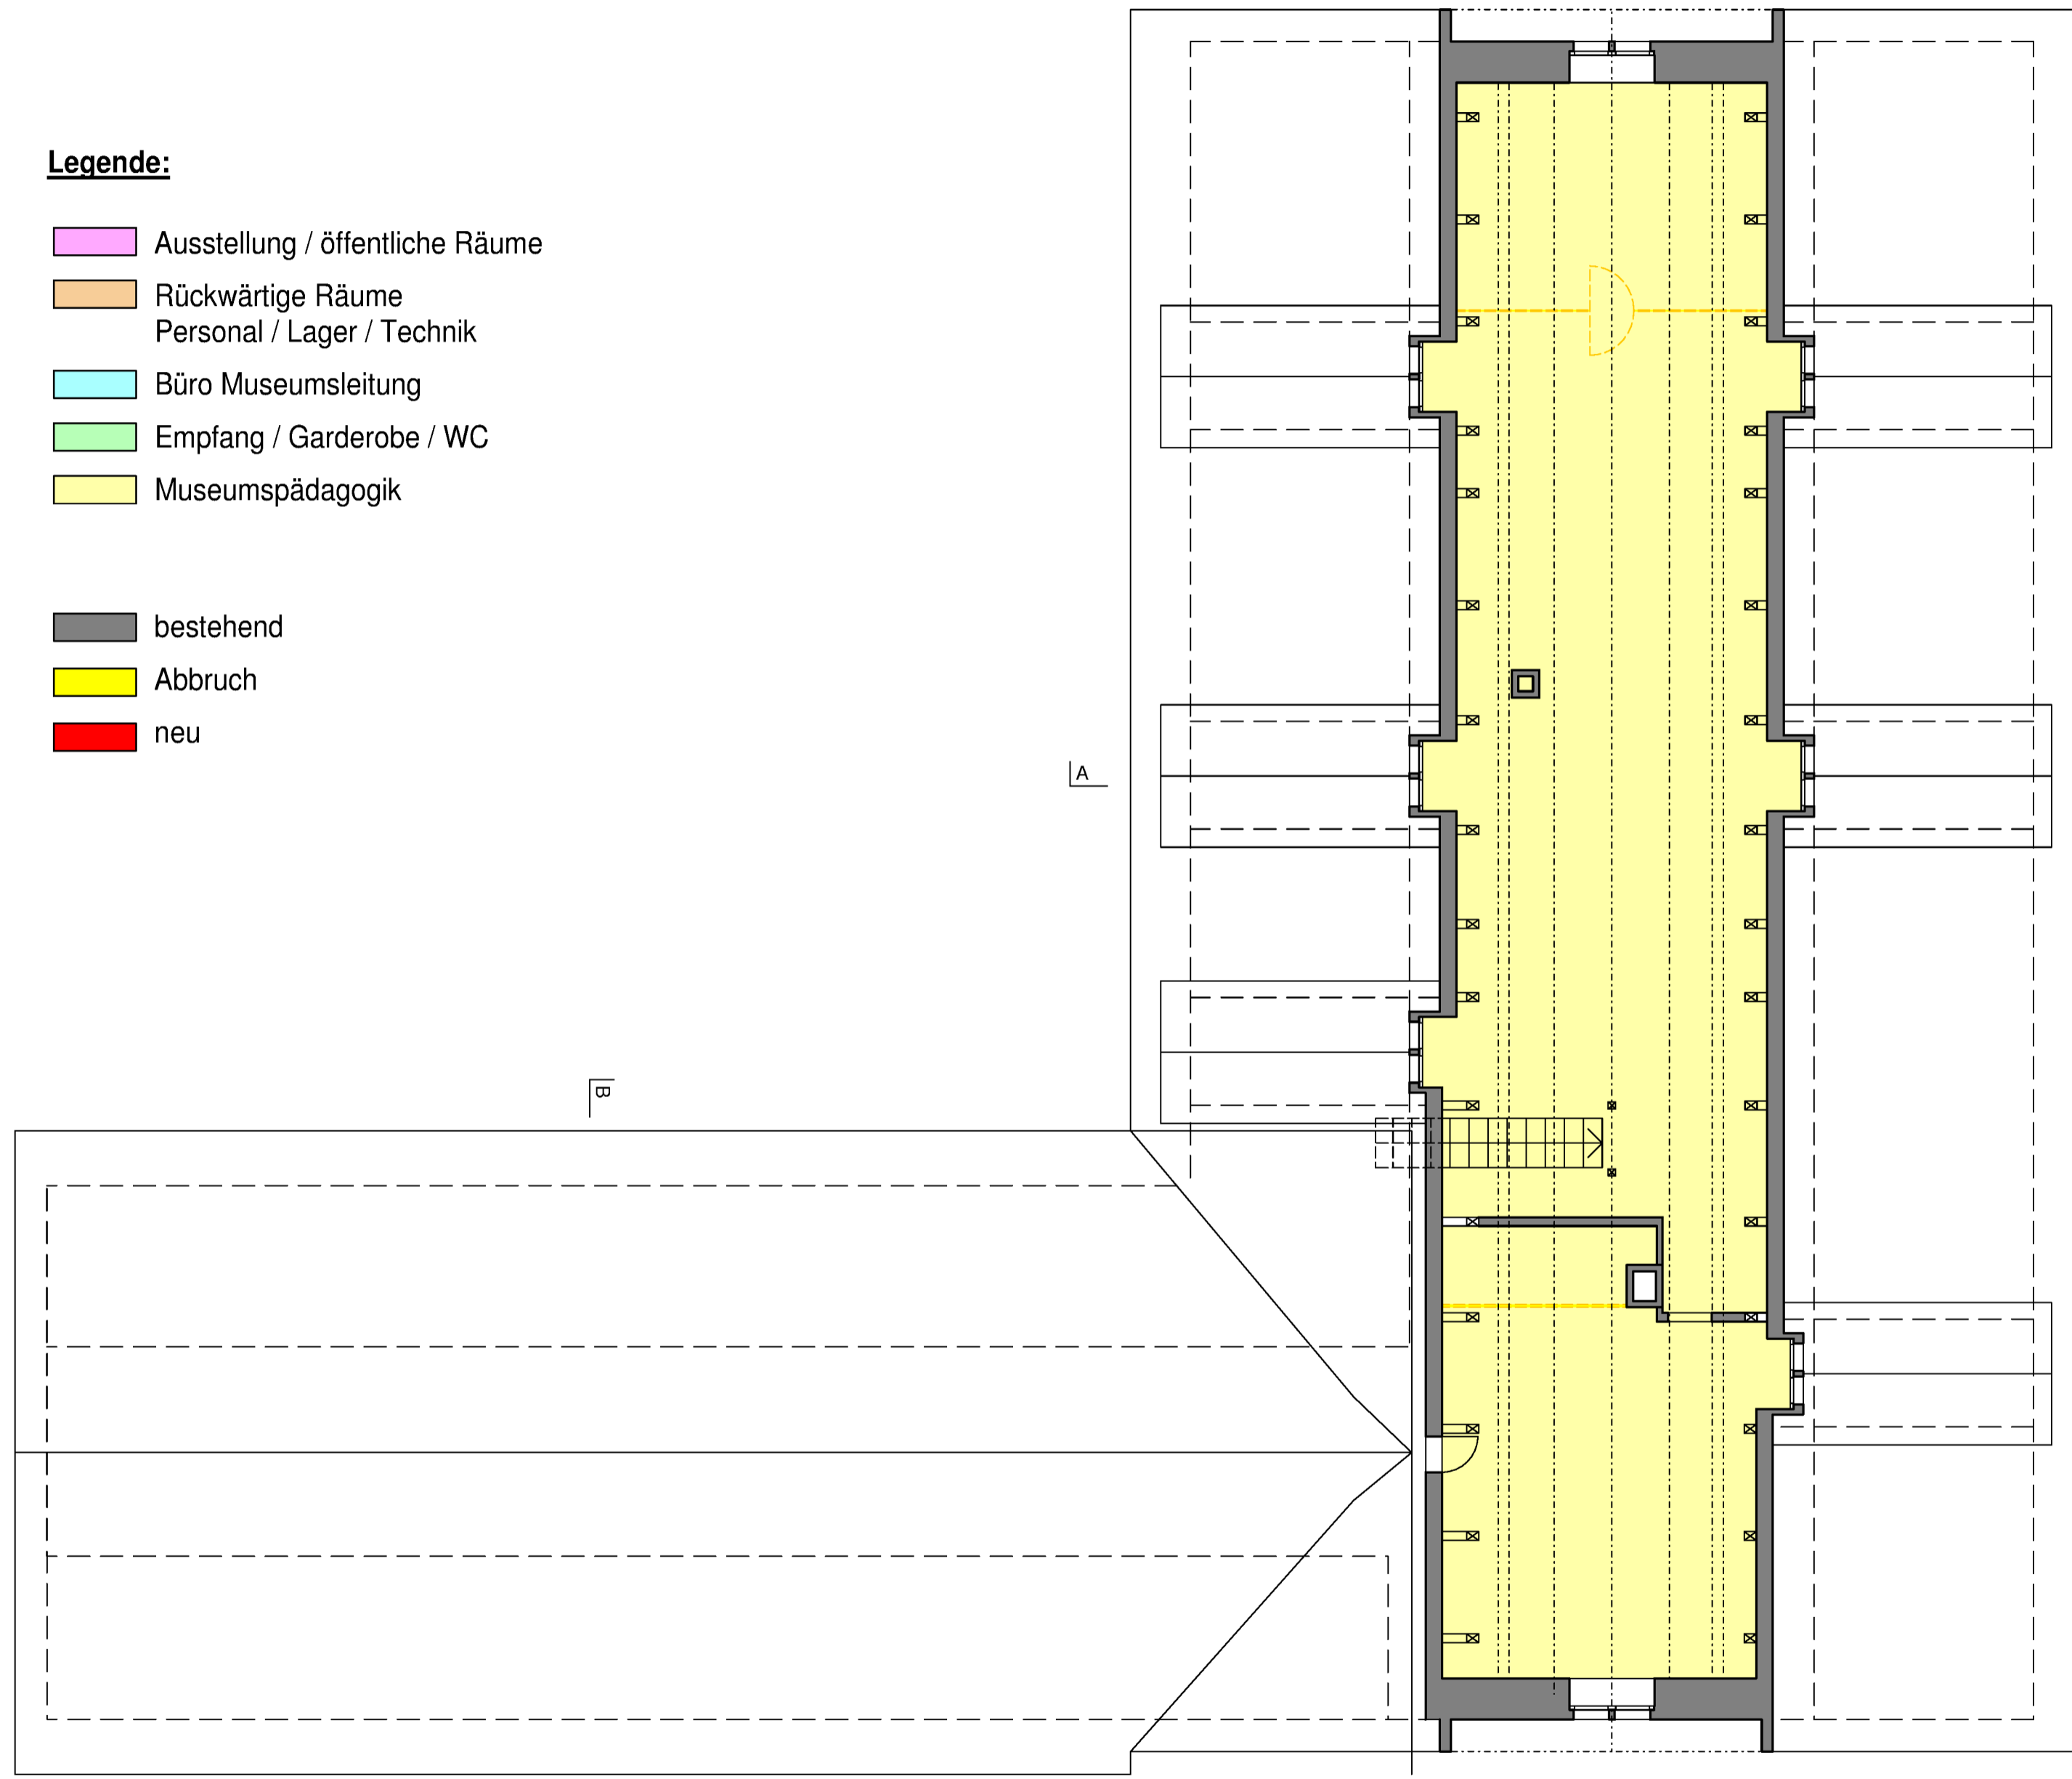 Legende:
Ausstellung / öffentliche Räume
Rückwärtige Räume
Personal / Lager / Technik
Büro Museumsleitung
Empfang / Garderobe / WC
Museumspädagogik
bestehend
Abbruch
neu
A
B